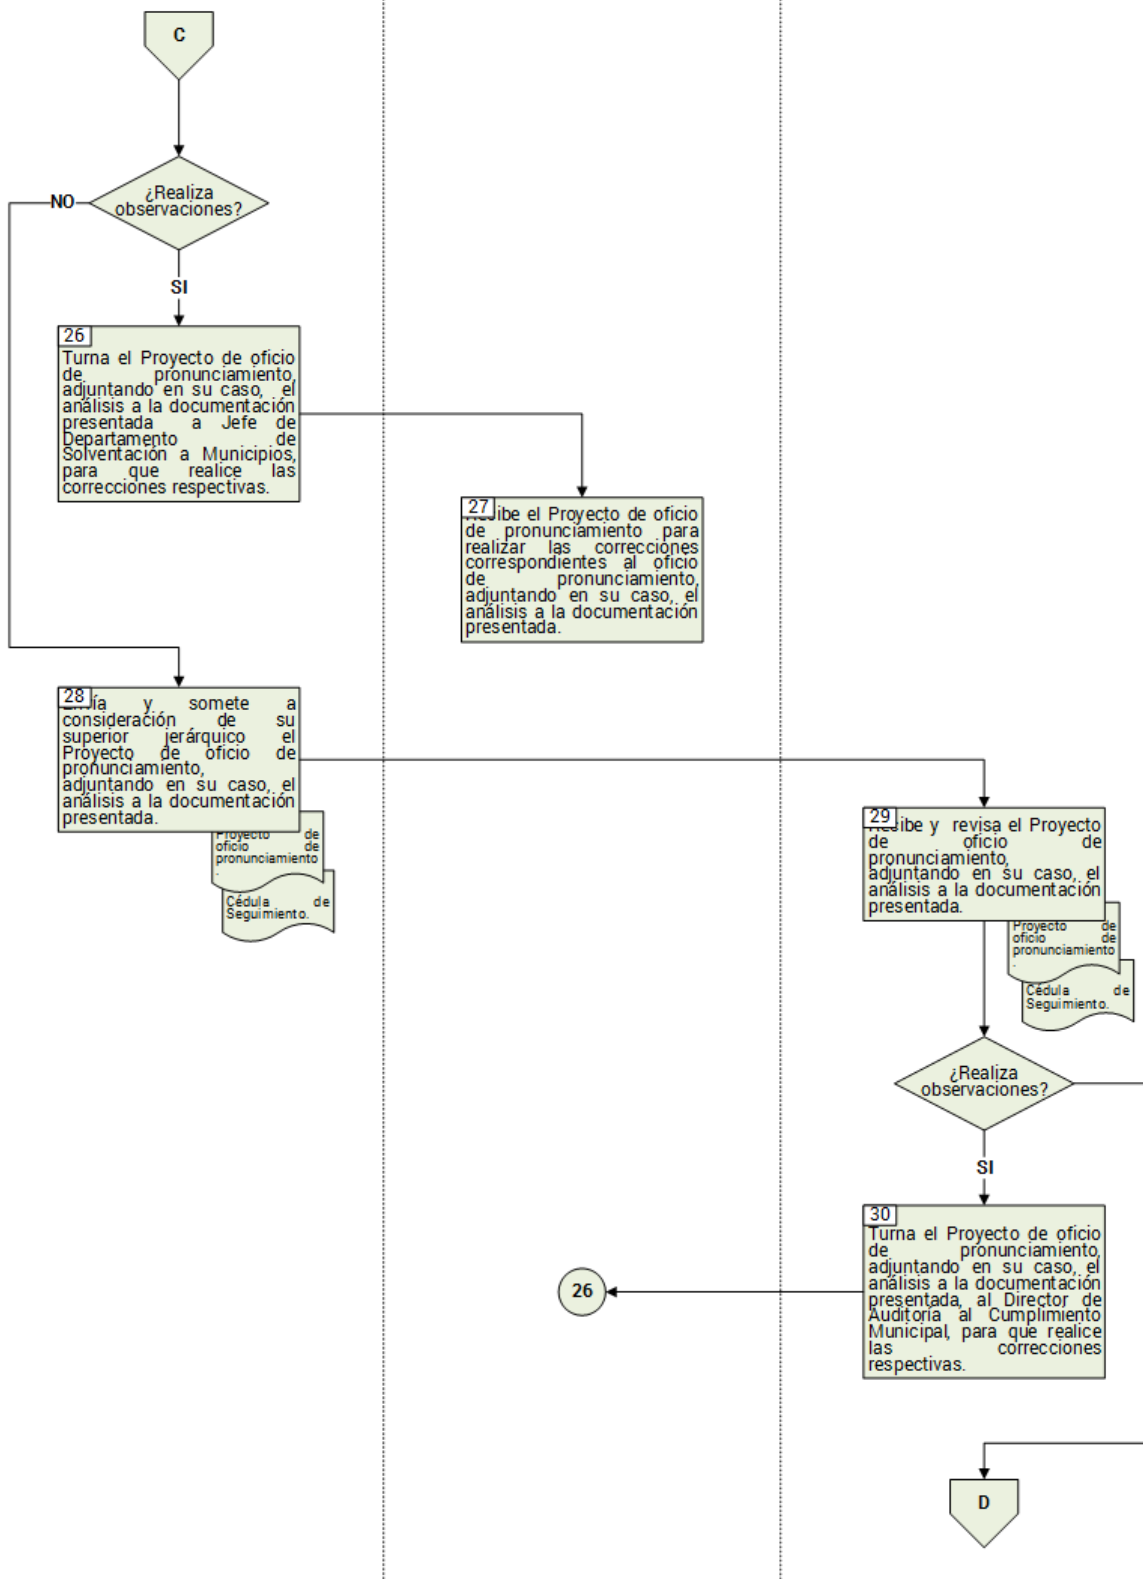 C
¿Realiza
observaciones?
NO
SI
26
Turna el Proyecto de oficio
de pronunciamiento,
adjuntando en su caso, el
análisis a la documentación
presentada a Jefe de
Departamento de
Solventación a Municipios,
para que realice las
correcciones respectivas.
27
Recibe el Proyecto de oficio
de pronunciamiento para
realizar las correcciones
correspondientes al oficio
de pronunciamiento,
adjuntando en su caso, el
análisis a la documentación
presentada.
28
Envía y somete a
consideración de su
superior jerárquico el
Proyecto de oficio de
pronunciamiento,
adjuntando en su caso, el
análisis a la documentación
presentada.
Proyecto de
oficio de
pronunciamiento
.
Cédula de
Seguimiento.
29
Recibe y revisa el Proyecto
de oficio de
pronunciamiento,
adjuntando en su caso, el
análisis a la documentación
presentada.
Proyecto de
oficio de
pronunciamiento
.
Cédula de
Seguimiento.
¿Realiza
observaciones?
SI
30
Turna el Proyecto de oficio
de pronunciamiento,
adjuntando en su caso, el
análisis a la documentación
presentada, al Director de
Auditoría al Cumplimiento
Municipal, para que realice
las correcciones
respectivas.
26
D